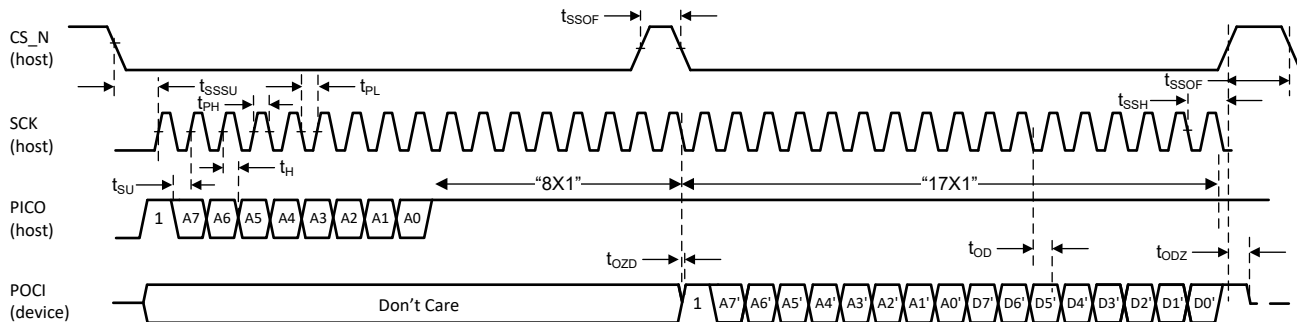 CS_N
(host)
tSSOF
tSSSU
tPL
tPH
tSSH
tSSOF
SCK
(host)
tH
tSU
“8X1”
“17X1”
PICO
(host)
1 A7 A6 A5 A4 A3 A2 A1 A0
tOZD
tOD
tODZ
POCI
(device)
Don’t Care
1 A7' A6' A5' A4' A3' A2' A1' A0' D7' D6' D5' D4' D3' D2' D1' D0'